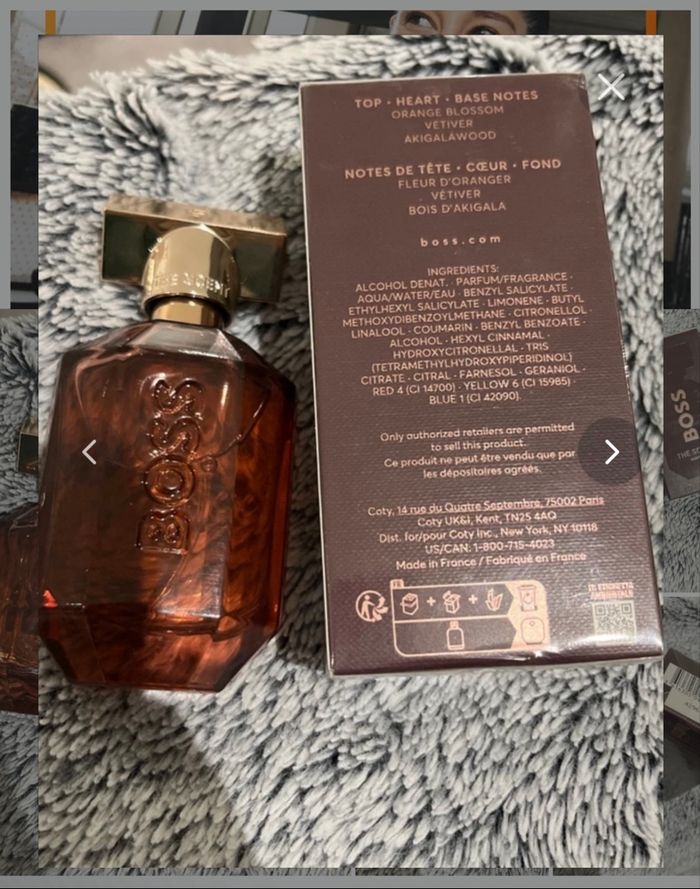 TOP • HEART • BASE NOTES
ORANGE BLOSSOM
VETIVER
AKIGALAWOOD
NOTES DE TÊTE • CŒUR • FOND
FLEUR D'ORANGER
VÉTIVER
BOIS D'AKIGALA
boss.com
INGREDIENTS:
ALCOHOL DENAT. · PARFUM/FRAGRANCE ·
AQUA/WATER/EAU · BENZYL SALICYLATE ·
ETHYLHEXYL SALICYLATE · LIMONENE · BUTYL
METHOXYDIBENZOYLMETHANE · CITRONELLOL ·
LINALOOL · COUMARIN · BENZYL BENZOATE ·
ALCOHOL · HEXYL CINNAMAL ·
HYDROXYCITRONELLAL · TRIS
(TETRAMETHYLHYDROXYPIPERIDINOL)
CITRATE · CITRAL · FARNESOL · GERANIOL ·
RED 4 (CI 14700) · YELLOW 6 (CI 15985) ·
BLUE 1 (CI 42090).
Only authorized retailers are permitted
to sell this product.
Ce produit ne peut être vendu que par
les dépositaires agréés.
Coty, 14 rue du Quatre Septembre, 75002 Paris
Coty UK&I, Kent, TN25 4AQ
Dist. for/pour Coty Inc., New York, NY 10118
US/CAN: 1-800-715-4023
Made in France / Fabriqué en France
FR
THE SCENT
BOSS
BOSS